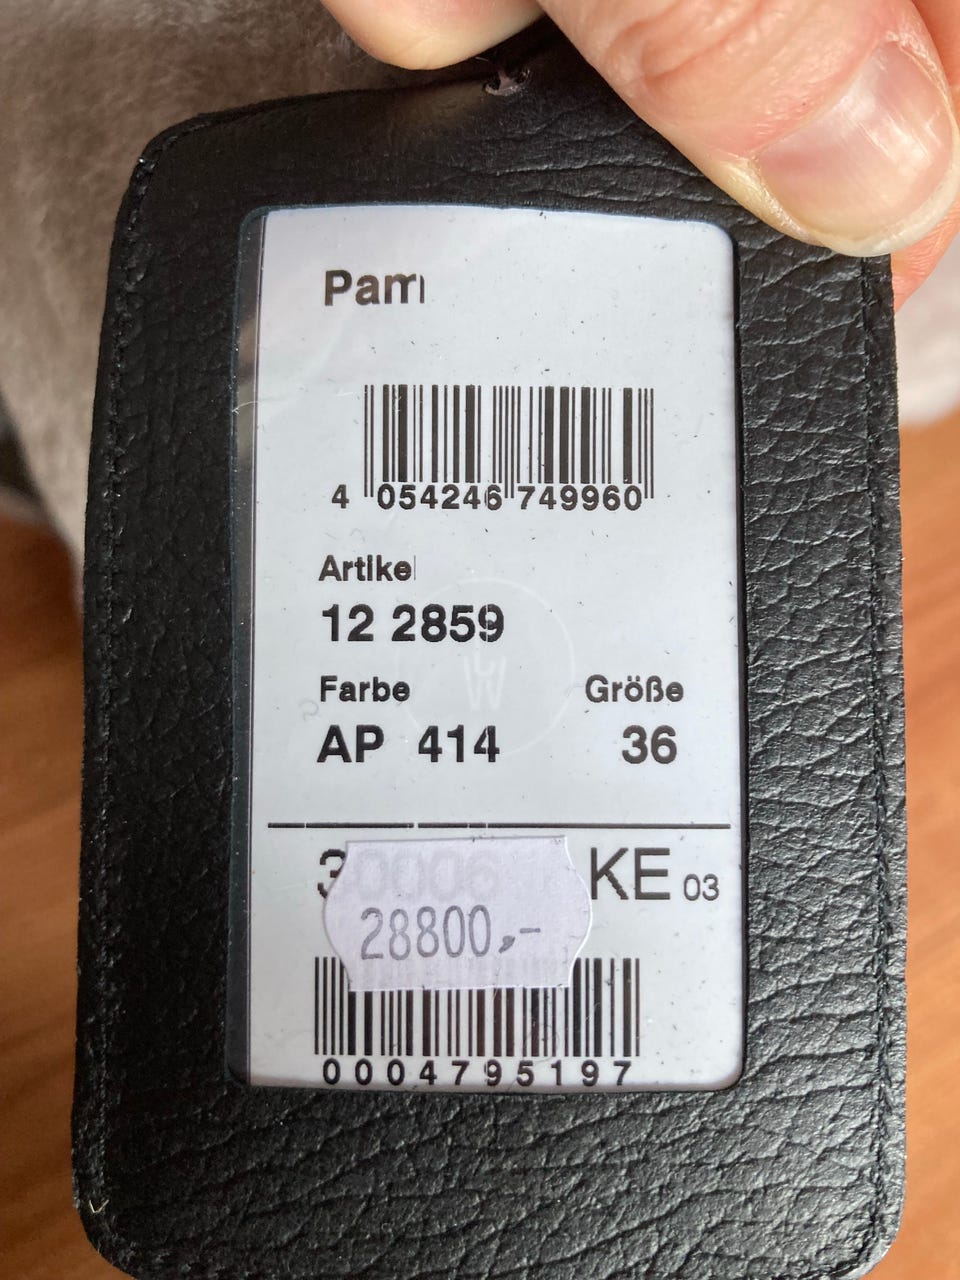 Pam
4 054246 749960
Artikel
12 2859
Farbe Größe
AP 414 36
KE 03
28800,-
0004795197